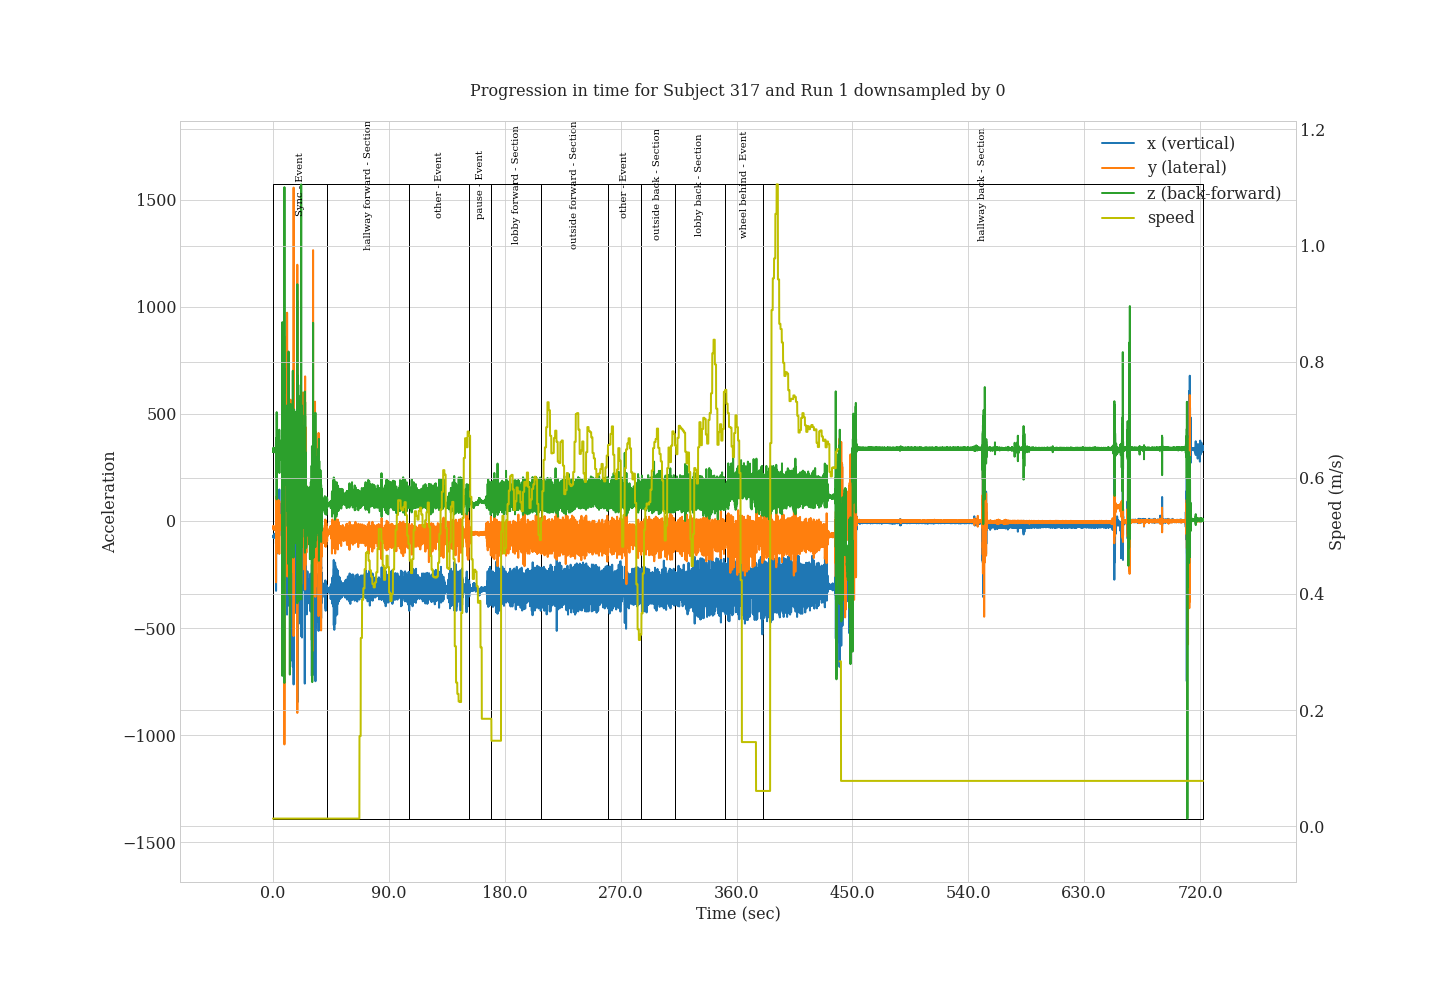 Progression in time for Subject 317 and Run 1 downsampled by 0
Sync - Event
hallway forward - Section
other - Event
pause - Event
lobby forward - Section
outside forward - Section
other - Event
outside back - Section
lobby back - Section
wheel behind - Event
hallway back - Section
x (vertical)
y (lateral)
z (back-forward)
speed
1500
1000
500
0
−500
−1000
−1500
Acceleration
1.2
1.0
0.8
0.6
0.4
0.2
0.0
Speed (m/s)
0.0 90.0 180.0 270.0 360.0 450.0 540.0 630.0 720.0
Time (sec)